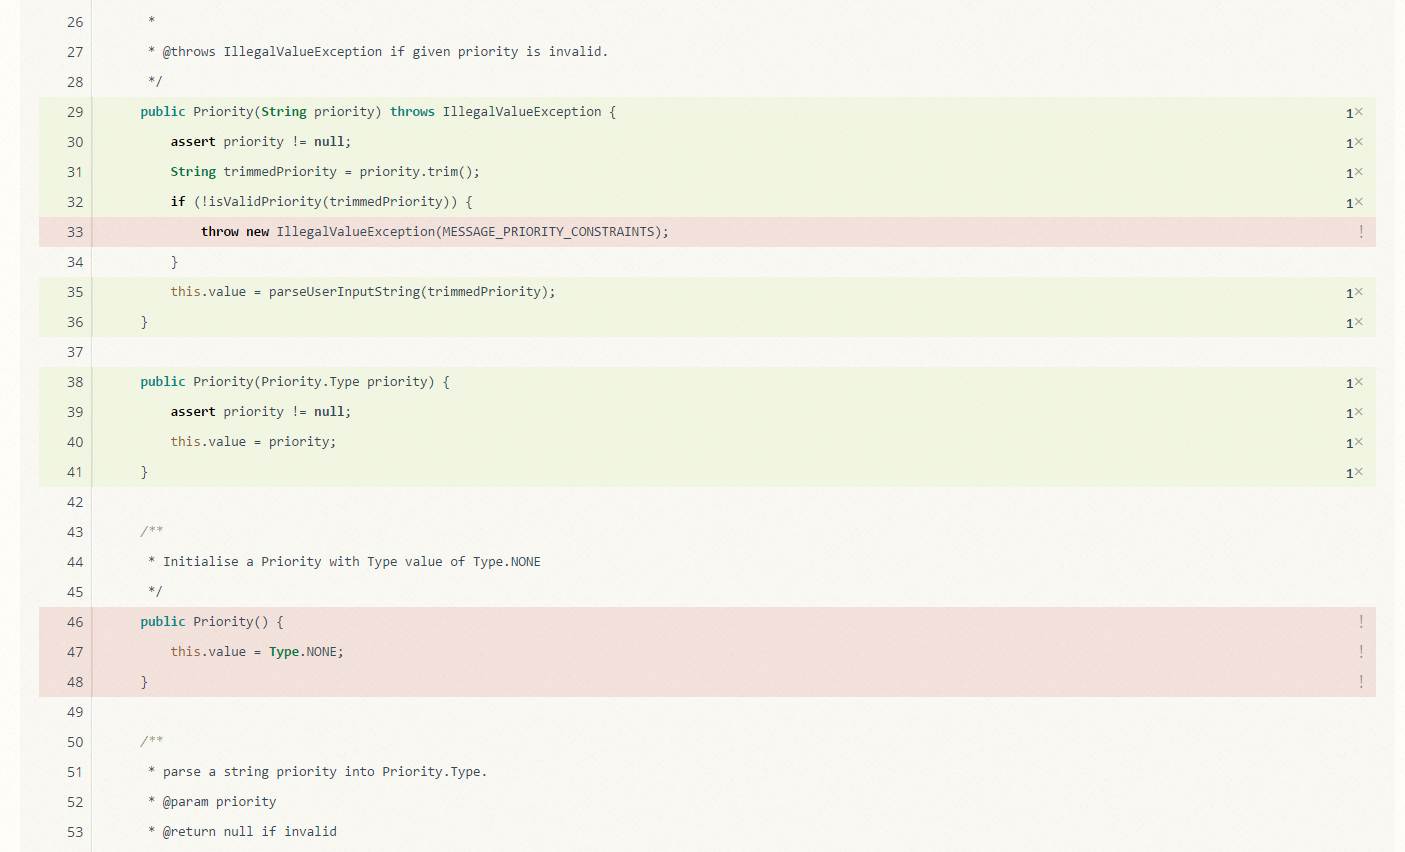 26 *
27 * @throws IllegalValueException if given priority is invalid.
28 */
29 public Priority(String priority) throws IllegalValueException { 1×
30 assert priority != null; 1×
31 String trimmedPriority = priority.trim(); 1×
32 if (!isValidPriority(trimmedPriority)) { 1×
33 throw new IllegalValueException(MESSAGE_PRIORITY_CONSTRAINTS); !
34 }
35 this.value = parseUserInputString(trimmedPriority); 1×
36 } 1×
37
38 public Priority(Priority.Type priority) { 1×
39 assert priority != null; 1×
40 this.value = priority; 1×
41 } 1×
42
43 /**
44 * Initialise a Priority with Type value of Type.NONE
45 */
46 public Priority() { !
47 this.value = Type.NONE; !
48 } !
49
50 /**
51 * parse a string priority into Priority.Type.
52 * @param priority
53 * @return null if invalid